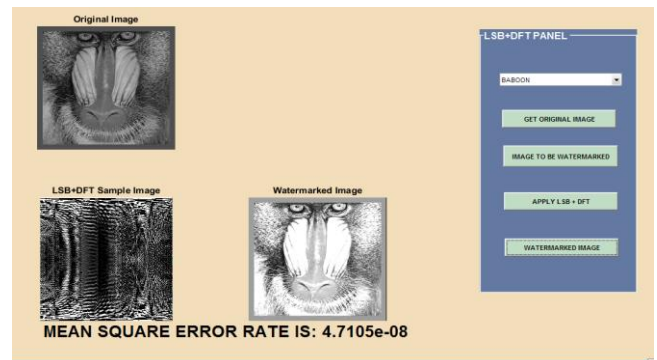 Original Image
LSB+DFT PANEL
BABOON
GET ORIGINAL IMAGE
IMAGE TO BE WATERMARKED
LSB+DFT Sample Image
Watermarked Image
APPLY LSB + DFT
WATERMARKED IMAGE
MEAN SQUARE ERROR RATE IS: 4.7105e-08